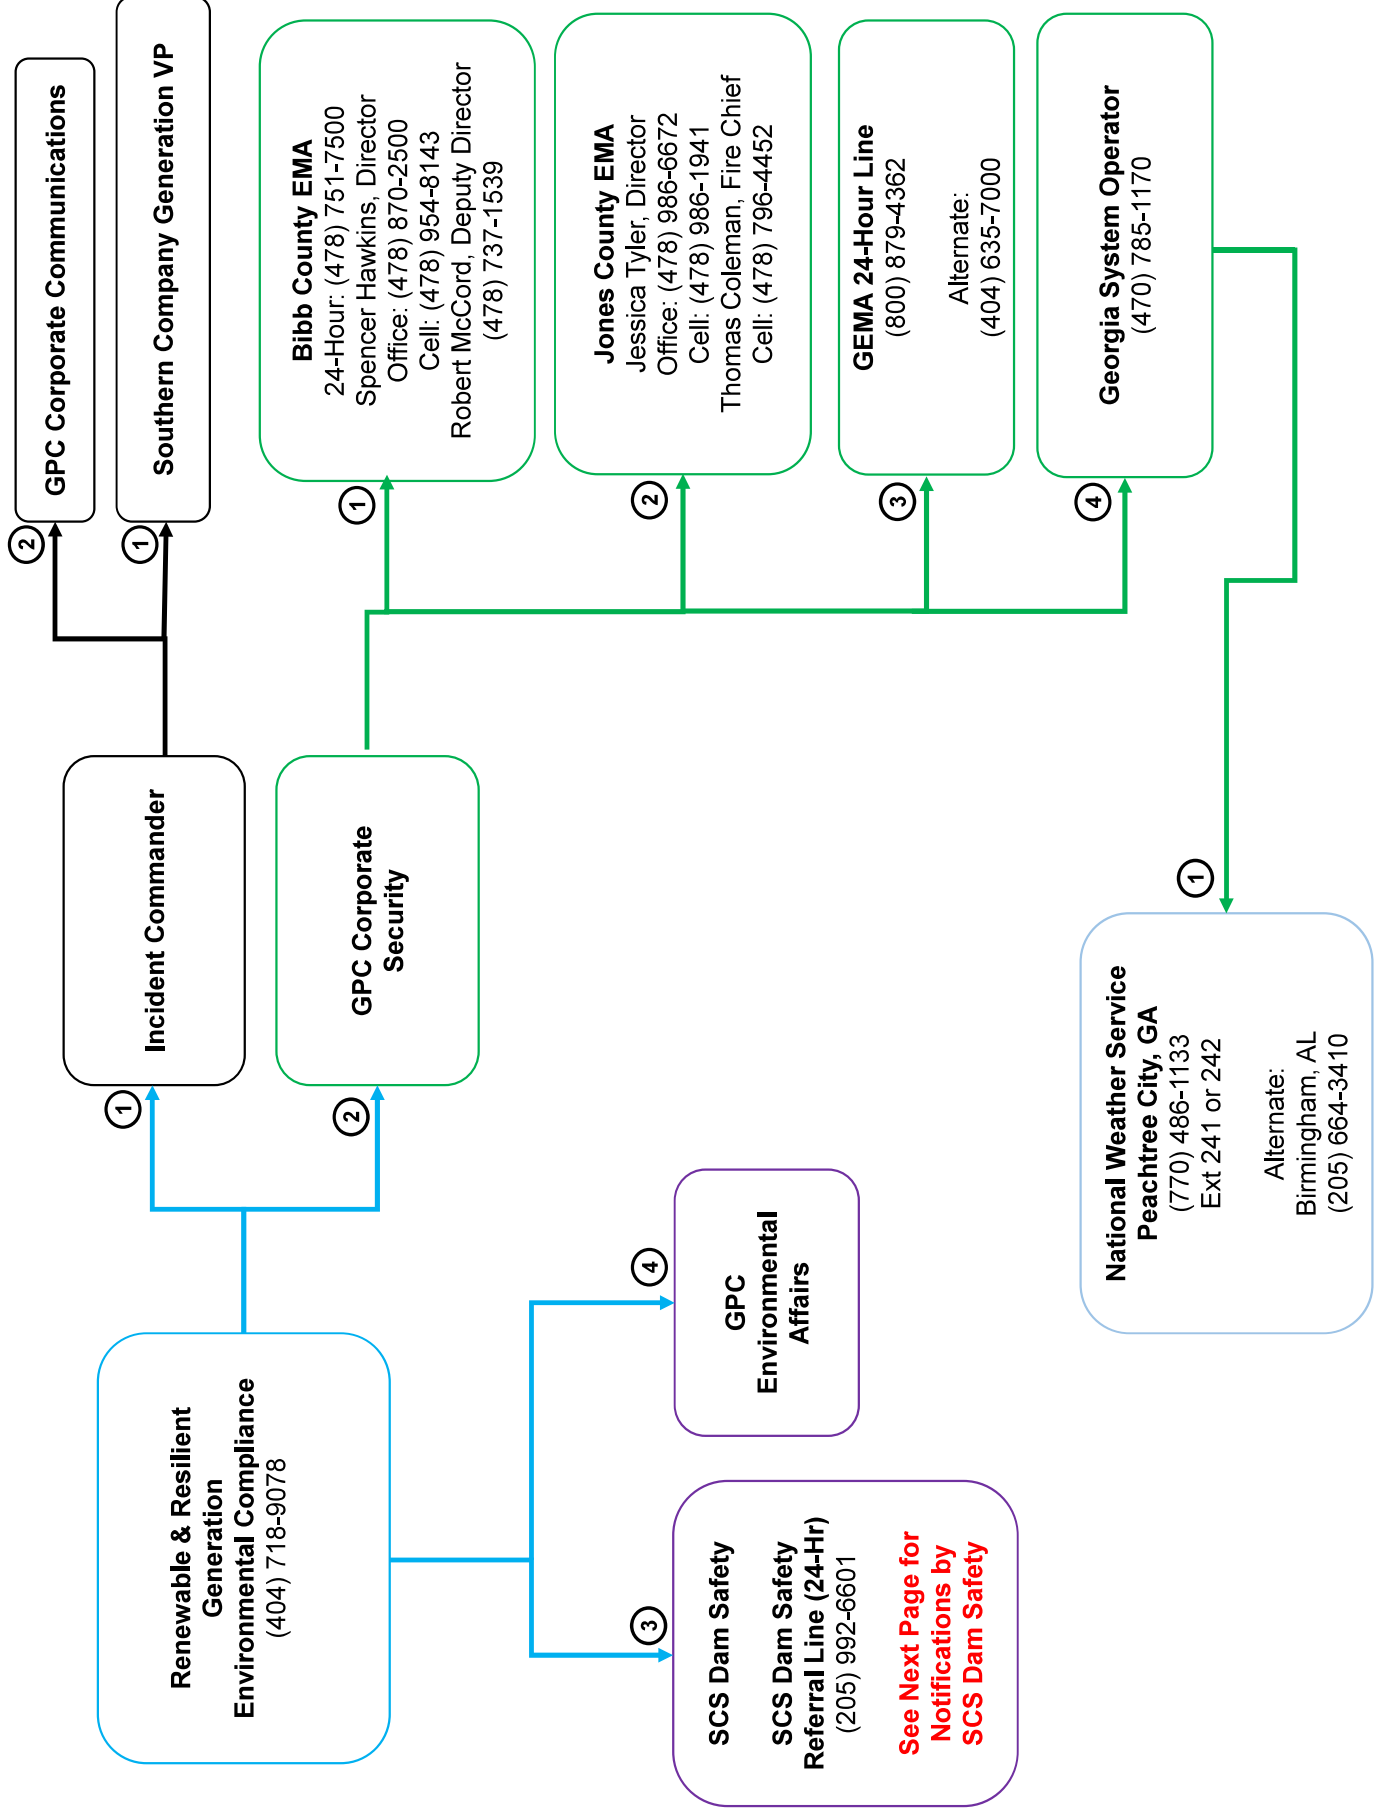 Renewable & Resilient
Generation
Environmental Compliance
(404) 718-9078
1
Incident Commander
2
GPC Corporate
Security
3
SCS Dam Safety
SCS Dam Safety
Referral Line (24-Hr)
(205) 992-6601
See Next Page for
Notifications by
SCS Dam Safety
4
GPC
Environmental
Affairs
2
GPC Corporate Communications
1
Southern Company Generation VP
1
Bibb County EMA
24-Hour: (478) 751-7500
Spencer Hawkins, Director
Office: (478) 870-2500
Cell: (478) 954-8143
Robert McCord, Deputy Director
(478) 737-1539
2
Jones County EMA
Jessica Tyler, Director
Office: (478) 986-6672
Cell: (478) 986-1941
Thomas Coleman, Fire Chief
Cell: (478) 796-4452
3
GEMA 24-Hour Line
(800) 879-4362
Alternate:
(404) 635-7000
4
Georgia System Operator
(470) 785-1170
1
National Weather Service
Peachtree City, GA
(770) 486-1133
Ext 241 or 242
Alternate:
Birmingham, AL
(205) 664-3410